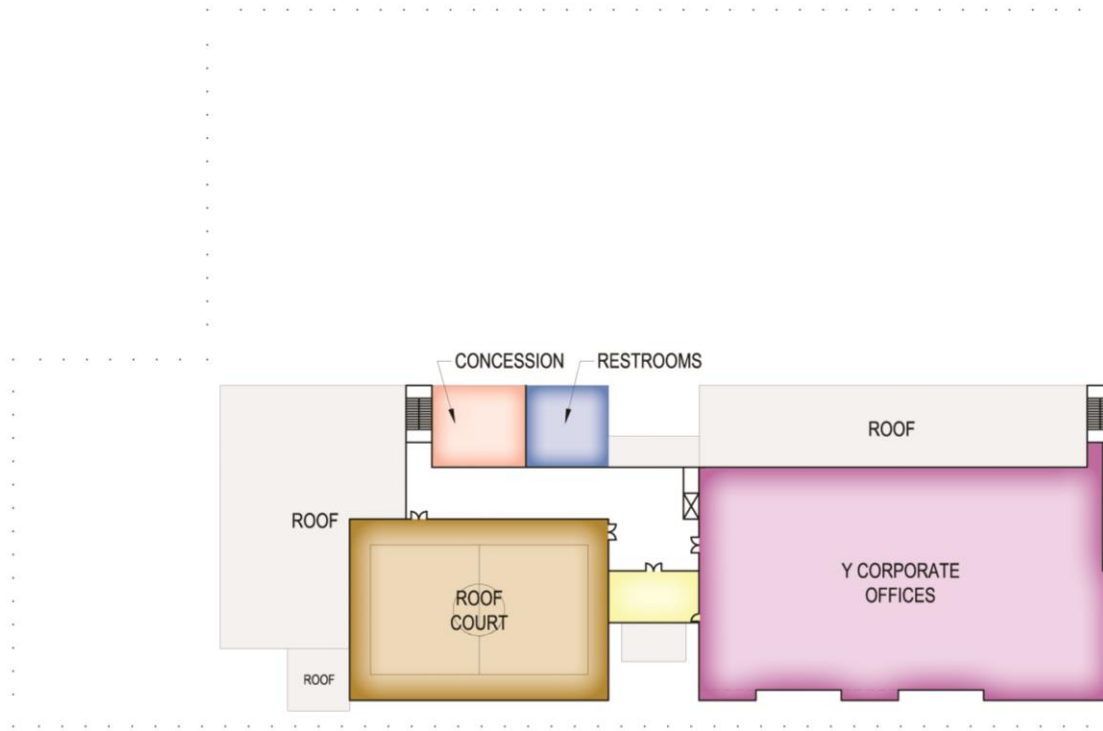 CONCESSION
RESTROOMS
ROOF
ROOF
Y CORPORATE
OFFICES
ROOF
COURT
ROOF